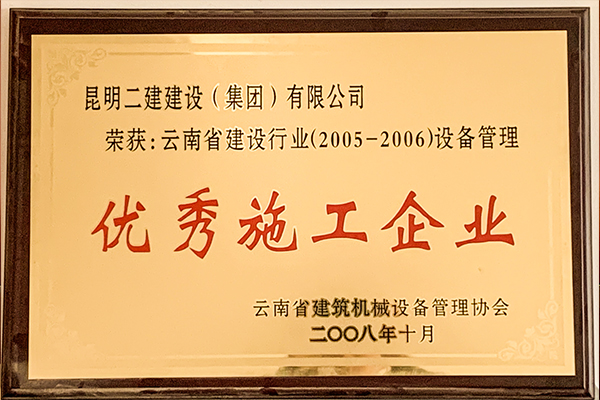 昆明二建建设（集团）有限公司
荣获：云南省建设行业(2005-2006)设备管理
优秀施工企业
云南省建筑机械设备管理协会
二〇〇八年十月